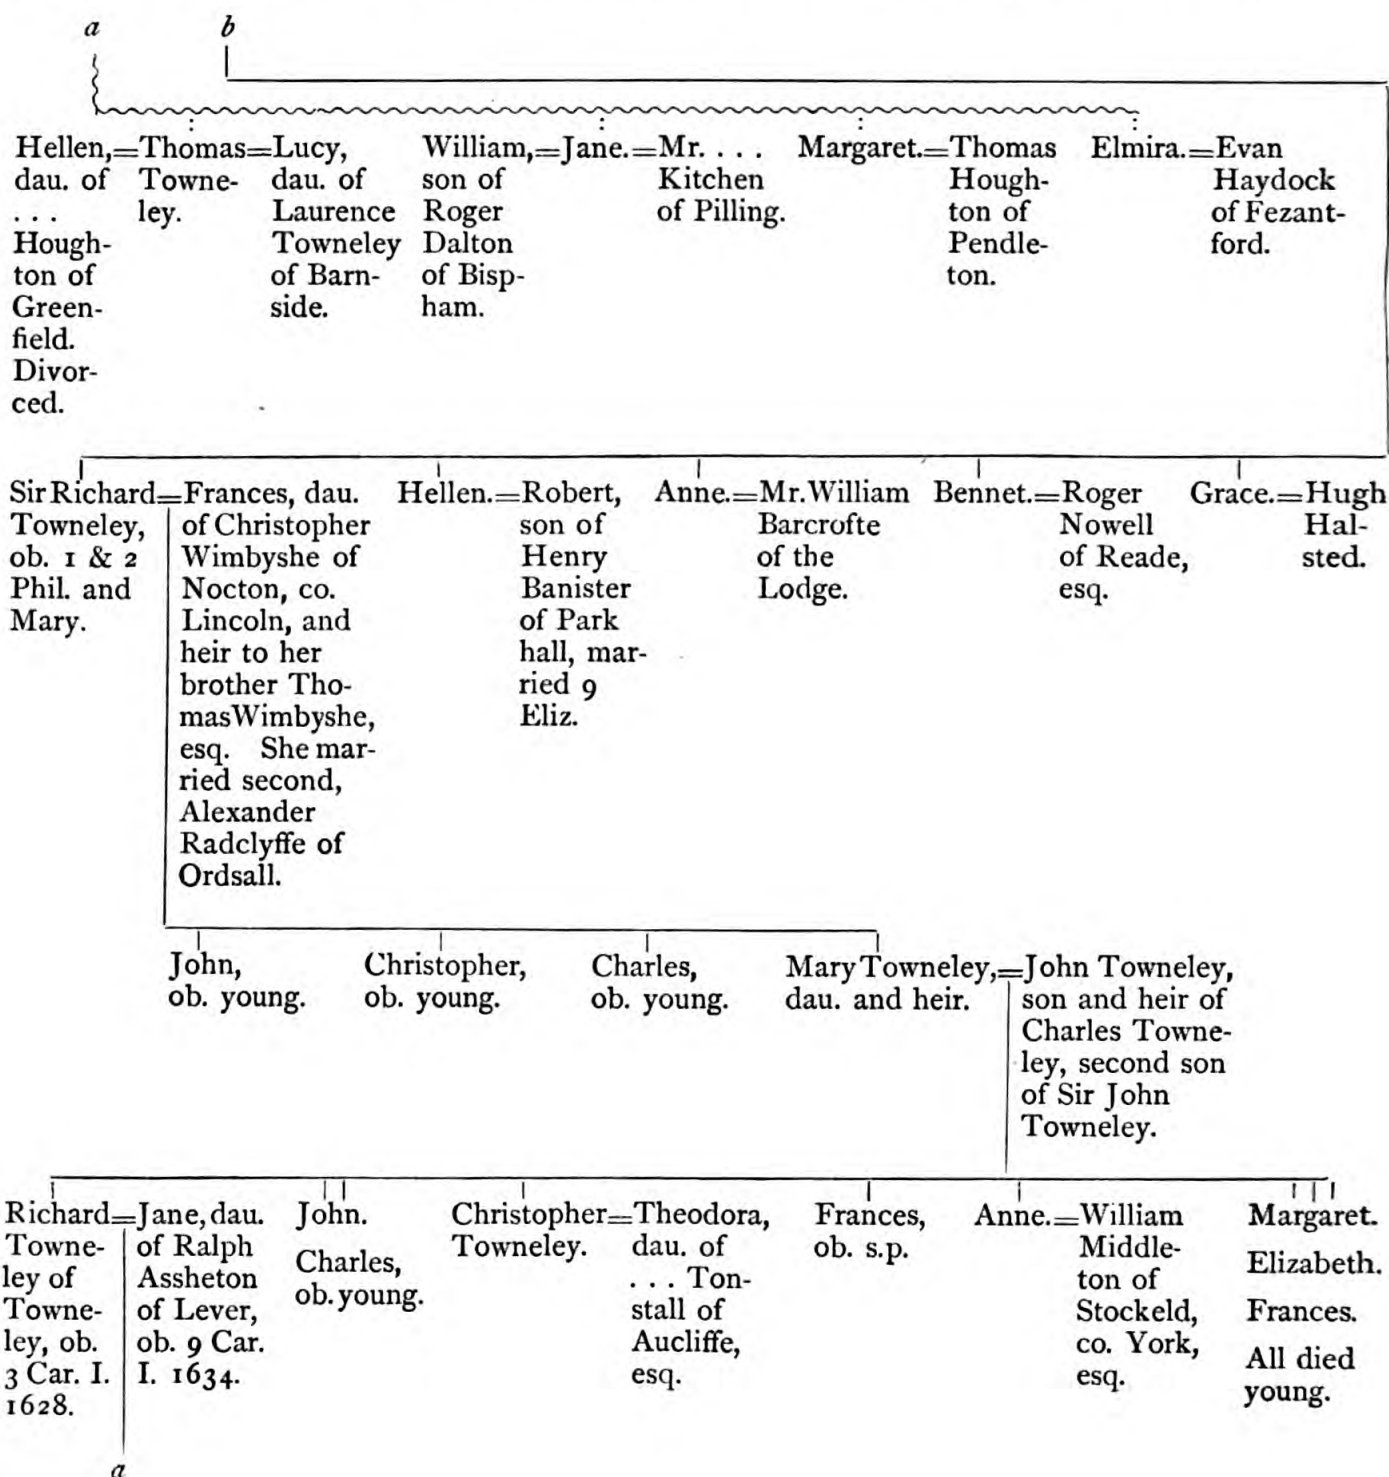 a
b
Hellen,=Thomas=Lucy,
dau. of
. . .
Hough-
ton of
Green-
field.
Divor-
ced.
Towne-
ley.
dau. of
Laurence
Towneley
of Barn-
side.
William,=Jane.=Mr. . . .
son of
Roger
Dalton
of Bisp-
ham.
Kitchen
of Pilling.
Margaret.=Thomas
Hough-
ton of
Pendle-
ton.
Elmira.=Evan
Haydock
of Fezant-
ford.
Sir Richard=Frances, dau.
Towneley,
ob. 1 & 2
Phil. and
Mary.
of Christopher
Wimbyshe of
Nocton, co.
Lincoln, and
heir to her
brother Tho-
mas Wimbyshe,
esq. She mar-
ried second,
Alexander
Radclyffe of
Ordsall.
Hellen.=Robert,
son of
Henry
Banister
of Park
hall, mar-
ried 9
Eliz.
Anne.=Mr. William
Barcrofte
of the
Lodge.
Bennet.=Roger
Nowell
of Reade,
esq.
Grace.=Hugh
Hal-
sted.
John,
ob. young.
Christopher,
ob. young.
Charles,
ob. young.
Mary Towneley,=John Towneley,
dau. and heir.
son and heir of
Charles Towne-
ley, second son
of Sir John
Towneley.
Richard=Jane, dau.
Towne-
ley of
Towne-
ley, ob.
3 Car. I.
1628.
of Ralph
Assheton
of Lever,
ob. 9 Car.
I. 1634.
John.
Charles,
ob. young.
Christopher=Theodora,
Towneley.
dau. of
. . . Ton-
stall of
Aucliffe,
esq.
Frances,
ob. s.p.
Anne.=William
Middle-
ton of
Stockeld,
co. York,
esq.
Margaret.
Elizabeth.
Frances.
All died
young.
a